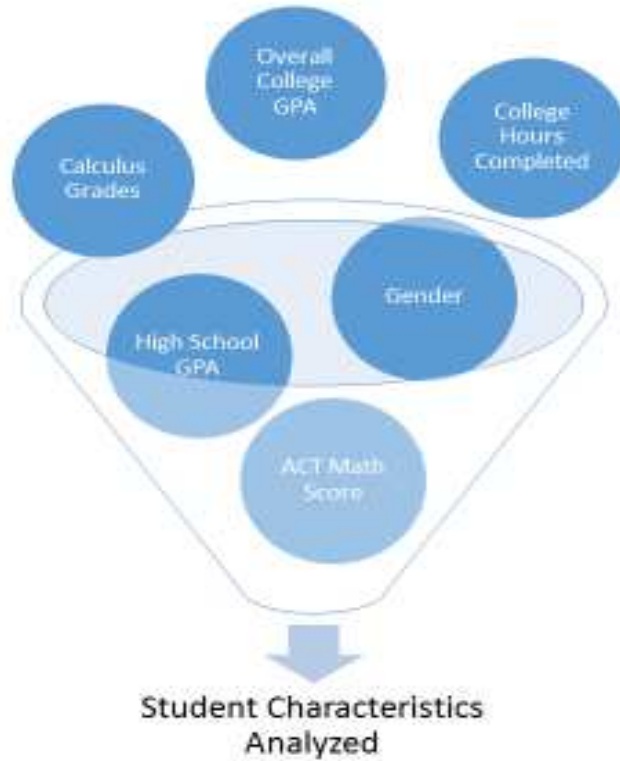 Overall
College
GPA
College
Hours
Completed
Calculus
Grades
Gender
High School
GPA
ACT Math
Score
Student Characteristics
Analyzed